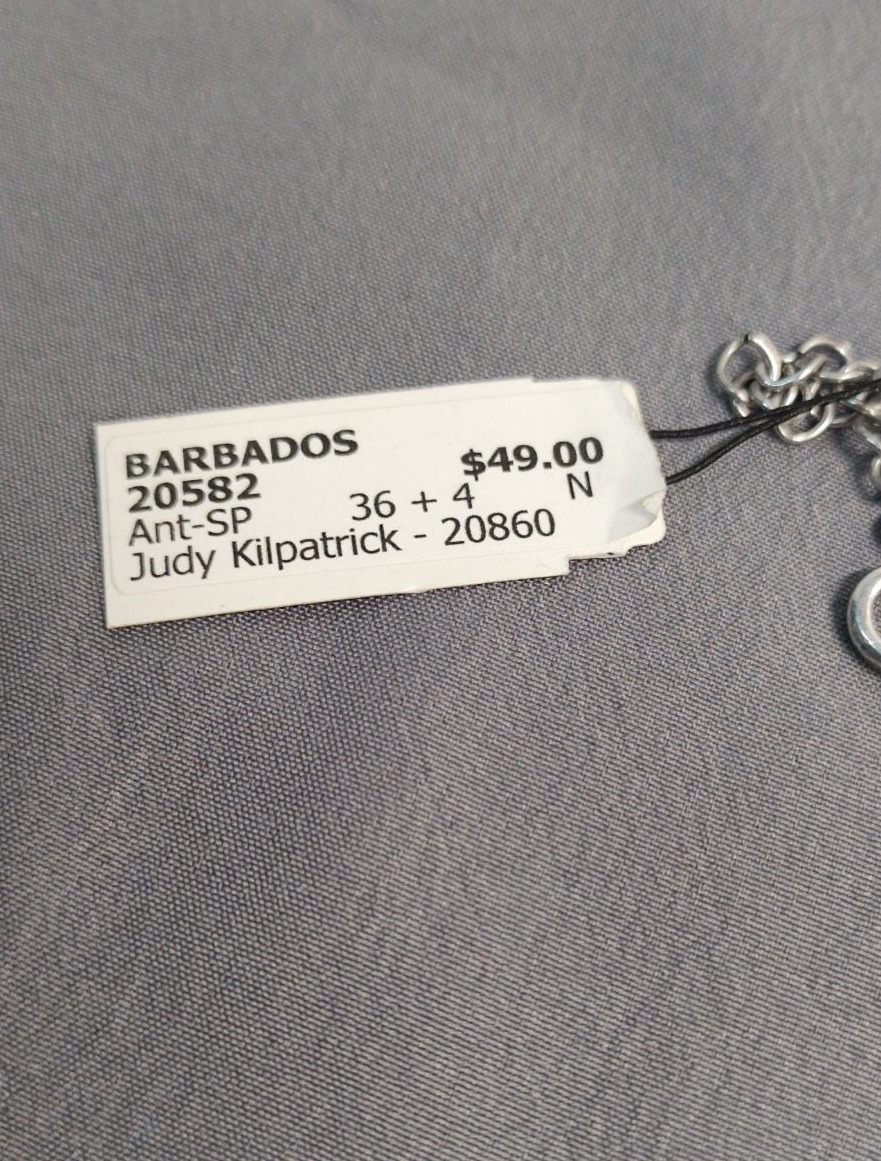 BARBADOS $49.00
20582 N
Ant-SP 36 + 4
Judy Kilpatrick - 20860